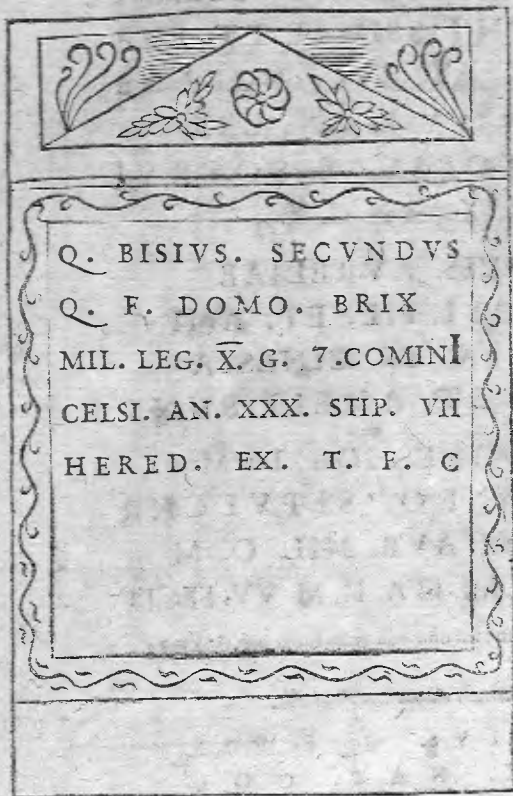 Q. BISIVS. SECVNDVS
Q. F. DOMO. BRIX
MIL. LEG. X̅. G. 7. COMINI
CELSI. AN. XXX. STIP. VII
HERED. EX. T. F. C